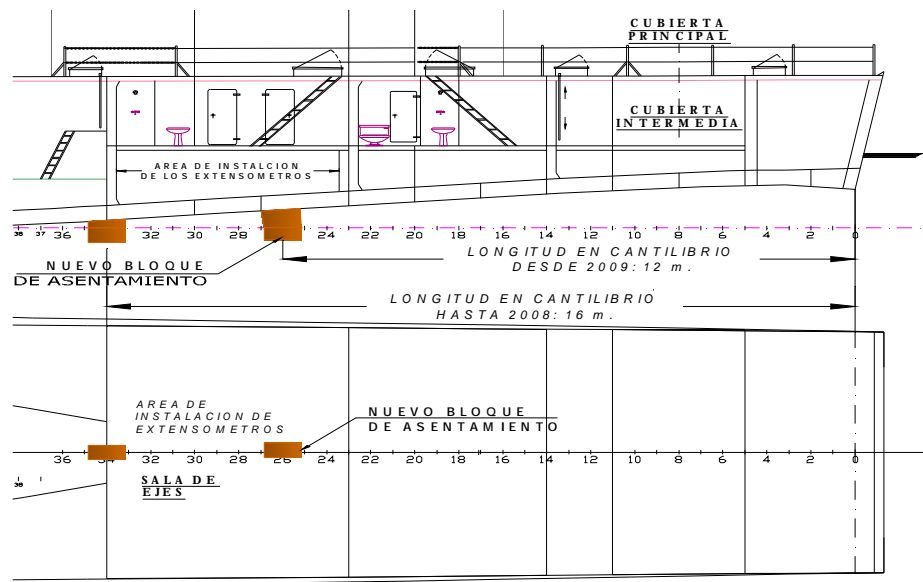 CUBIERTA
PRINCIPAL
CUBIERTA
INTERMEDIA
AREA DE INSTALCION
DE LOS EXTENSOMETROS
38 37 36 32 30 28 24 22 20 18 16 14 12 10 8 6 4 2 0
NUEVO BLOQUE
DE ASENTAMIENTO
LONGITUD EN CANTILIBRIO
DESDE 2009: 12 m.
LONGITUD EN CANTILIBRIO
HASTA 2008: 16 m.
AREA DE
INSTALACION DE
EXTENSOMETROS
NUEVO BLOQUE
DE ASENTAMIENTO
36 34 32 30 28 26 24 22 20 18 16 14 12 10 8 6 4 2 0
38
SALA DE
EJES